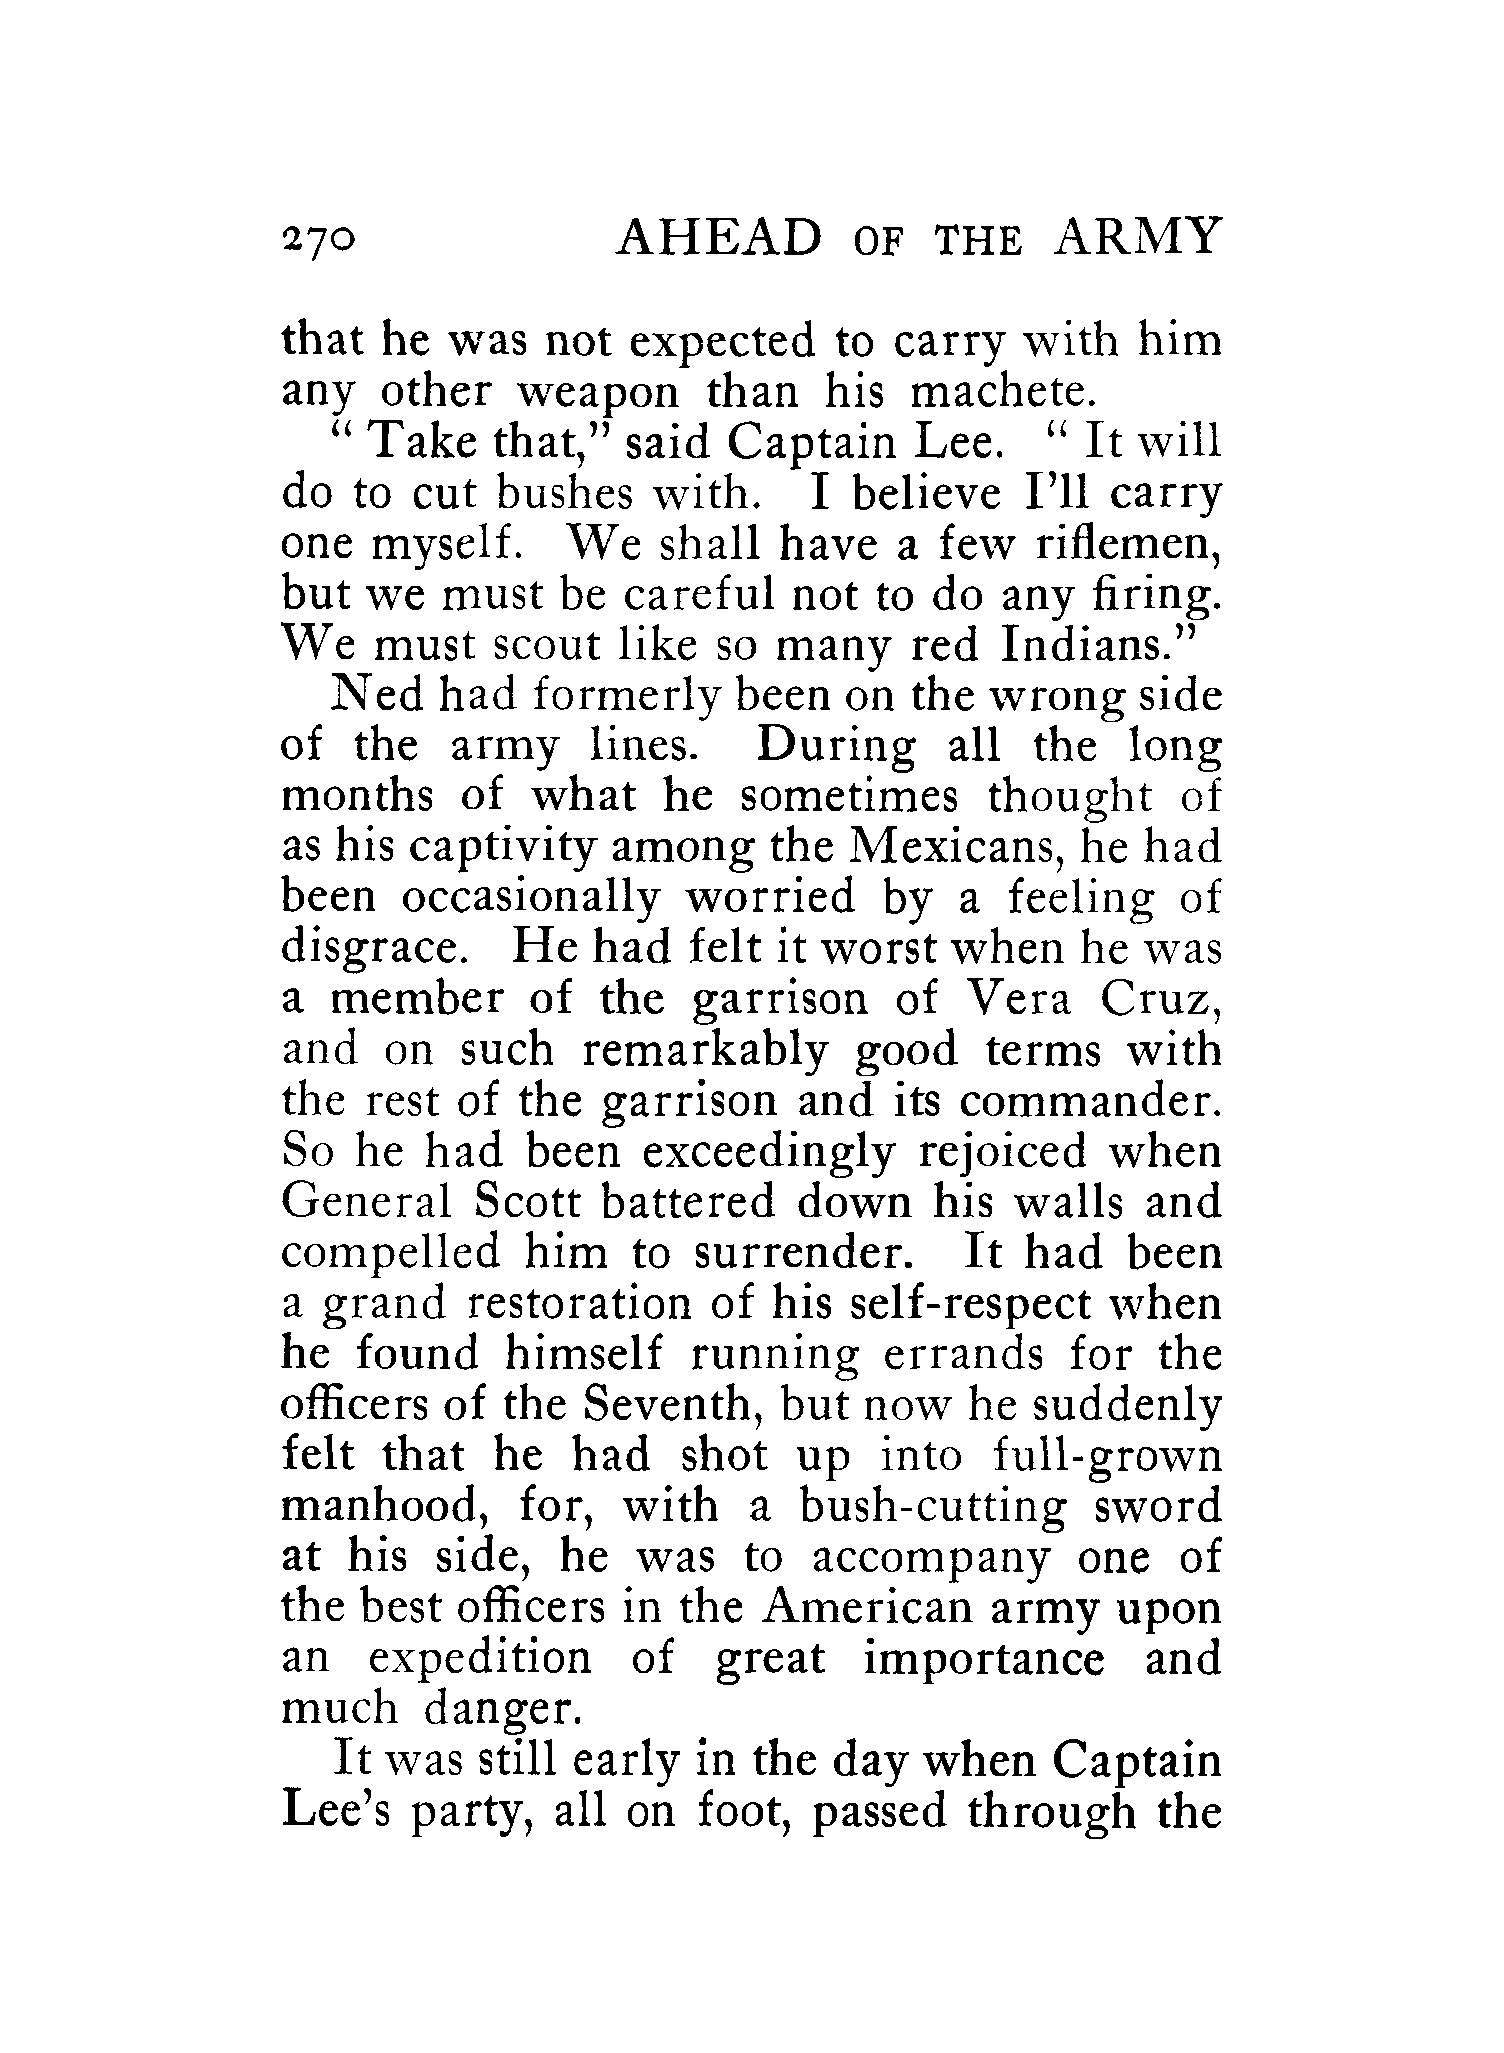 270 AHEAD OF THE ARMY
that he was not expected to carry with him
any other weapon than his machete.
" Take that," said Captain Lee. " It will
do to cut bushes with. I believe I'll carry
one myself. We shall have a few riflemen,
but we must be careful not to do any firing.
We must scout like so many red Indians."
Ned had formerly been on the wrong side
of the army lines. During all the long
months of what he sometimes thought of
as his captivity among the Mexicans, he had
been occasionally worried by a feeling of
disgrace. He had felt it worst when he was
a member of the garrison of Vera Cruz,
and on such remarkably good terms with
the rest of the garrison and its commander.
So he had been exceedingly rejoiced when
General Scott battered down his walls and
compelled him to surrender. It had been
a grand restoration of his self-respect when
he found himself running errands for the
officers of the Seventh, but now he suddenly
felt that he had shot up into full-grown
manhood, for, with a bush-cutting sword
at his side, he was to accompany one of
the best officers in the American army upon
an expedition of great importance and
much danger.
It was still early in the day when Captain
Lee's party, all on foot, passed through the